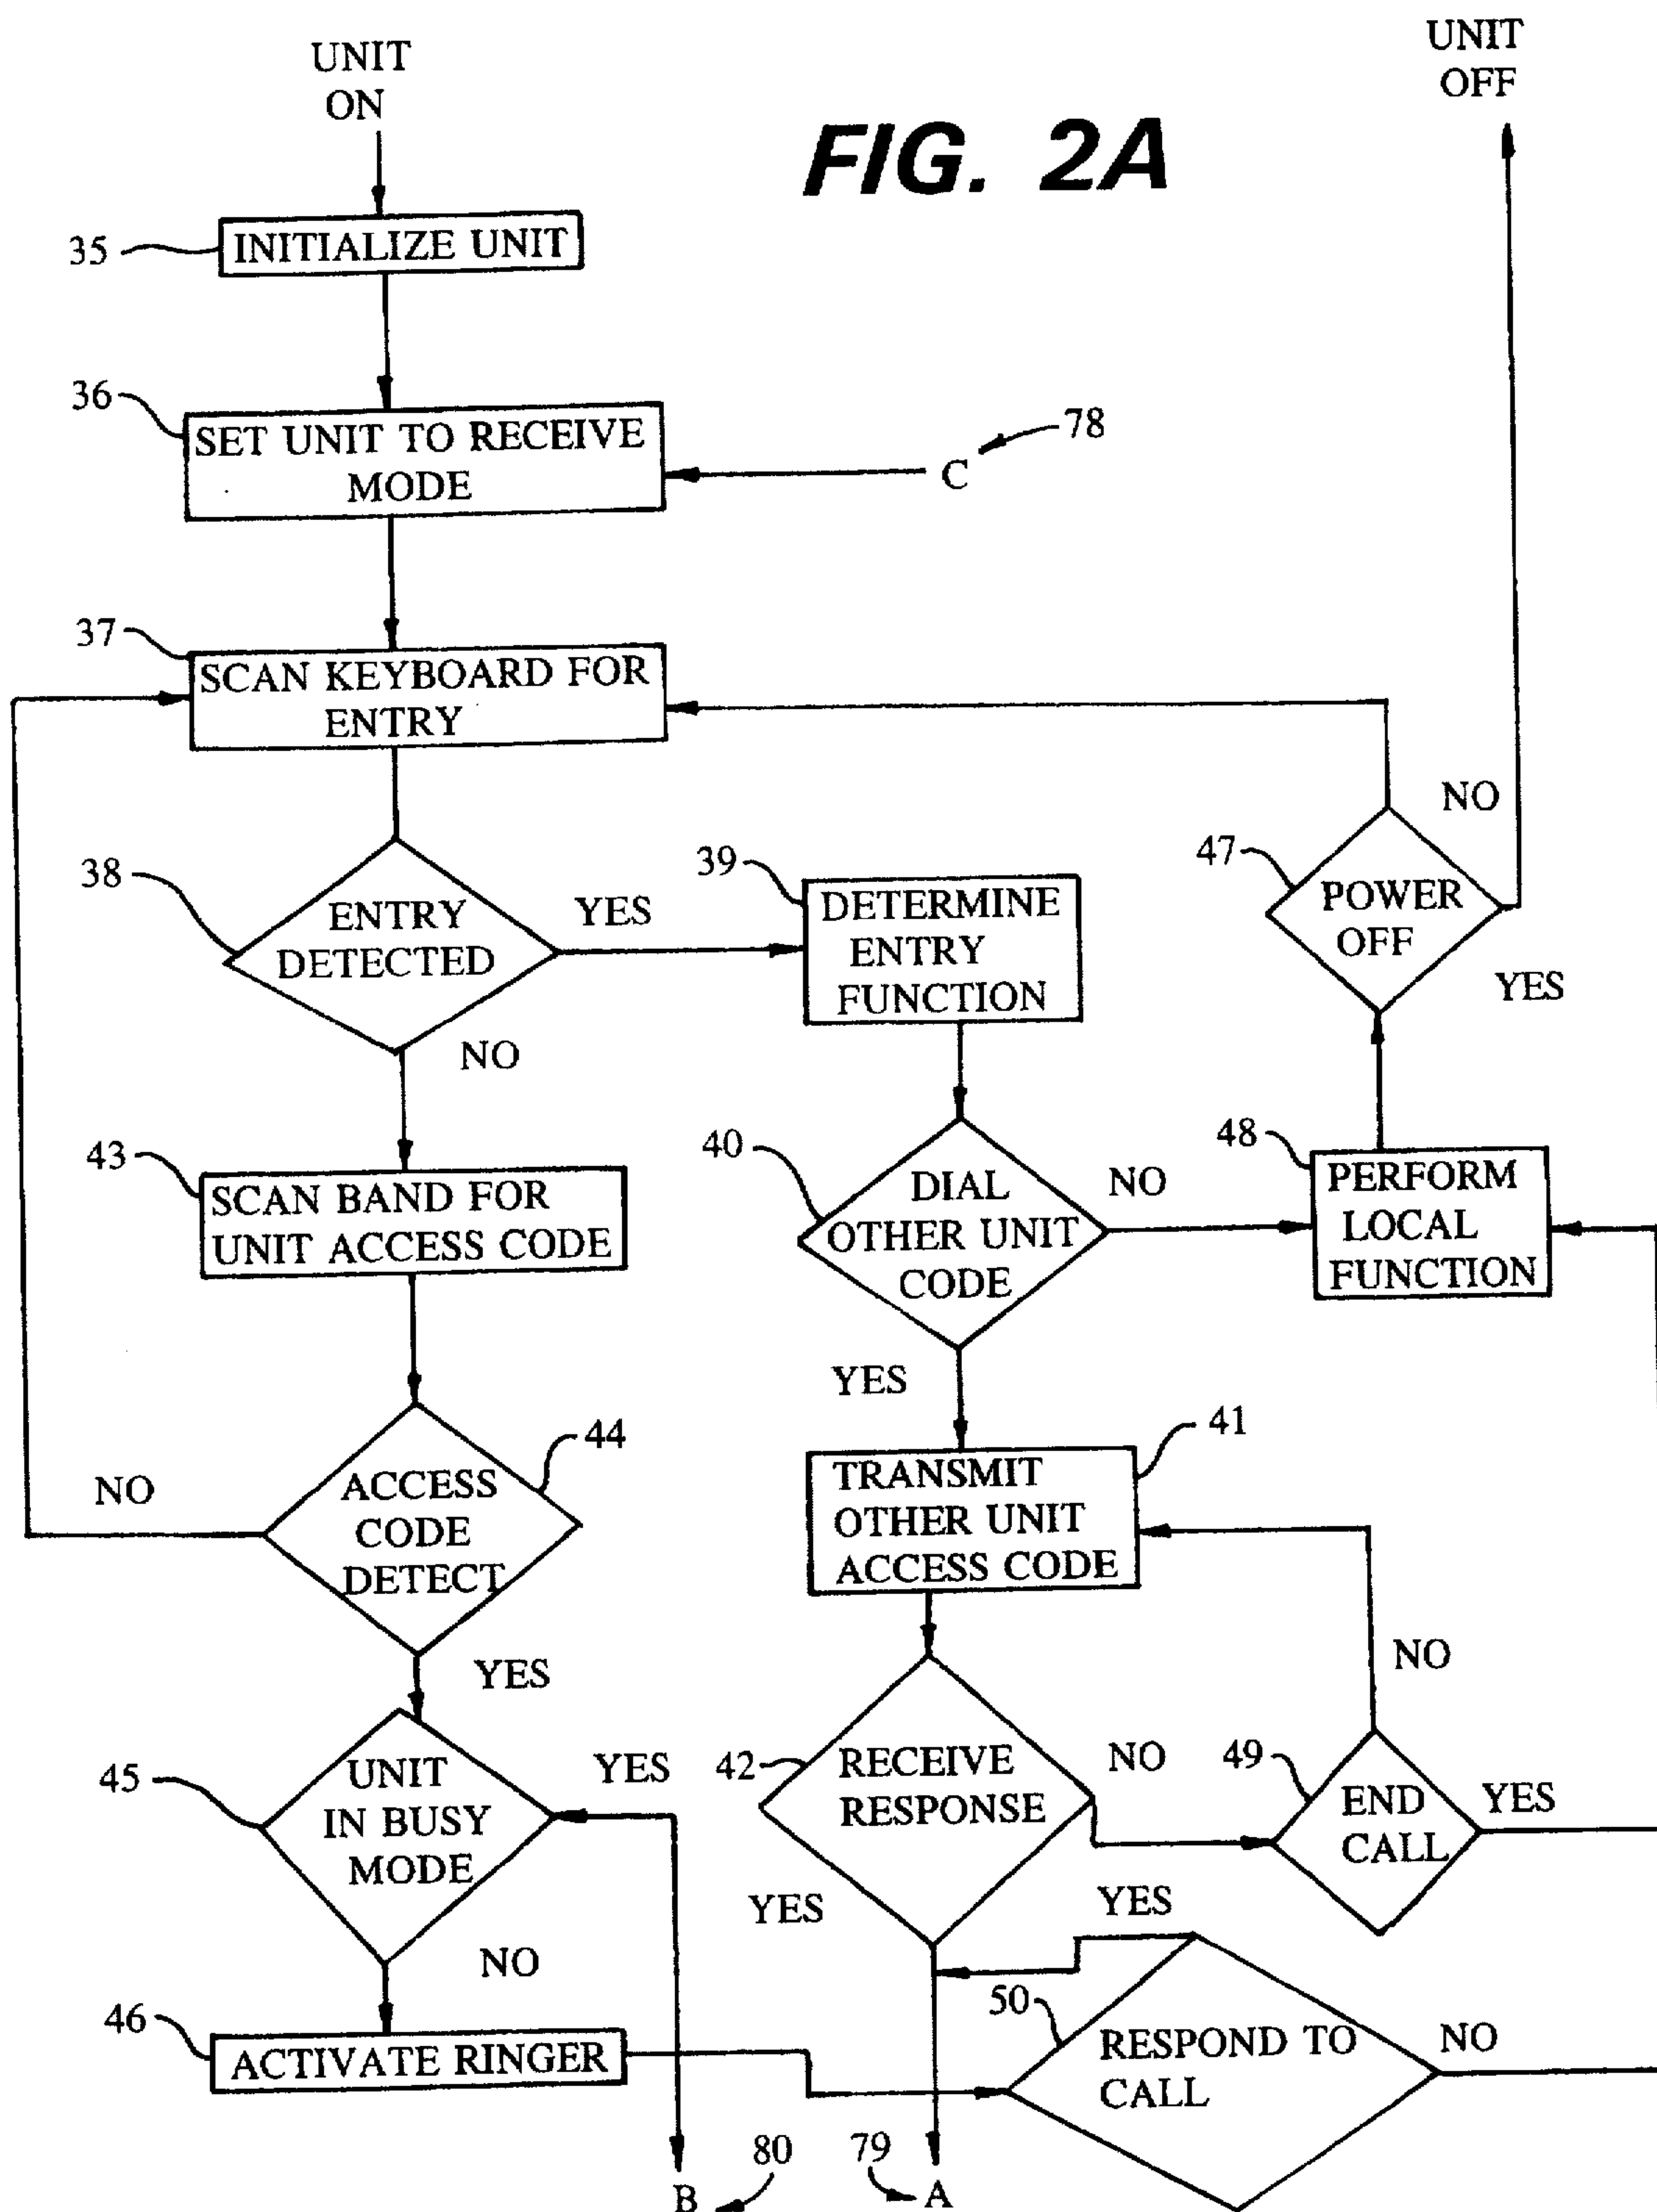 UNIT
ON
UNIT
OFF
FIG. 2A
35
INITIALIZE UNIT
36
SET UNIT TO RECEIVE
MODE
C
78
37
SCAN KEYBOARD FOR
ENTRY
38
ENTRY
DETECTED
YES
NO
39
DETERMINE
ENTRY
FUNCTION
47
POWER
OFF
NO
YES
43
SCAN BAND FOR
UNIT ACCESS CODE
40
DIAL
OTHER UNIT
CODE
NO
YES
48
PERFORM
LOCAL
FUNCTION
44
ACCESS
CODE
DETECT
NO
YES
41
TRANSMIT
OTHER UNIT
ACCESS CODE
45
UNIT
IN BUSY
MODE
YES
NO
42
RECEIVE
RESPONSE
NO
YES
49
END
CALL
NO
YES
46
ACTIVATE RINGER
50
RESPOND TO
CALL
YES
NO
B
80
79
A